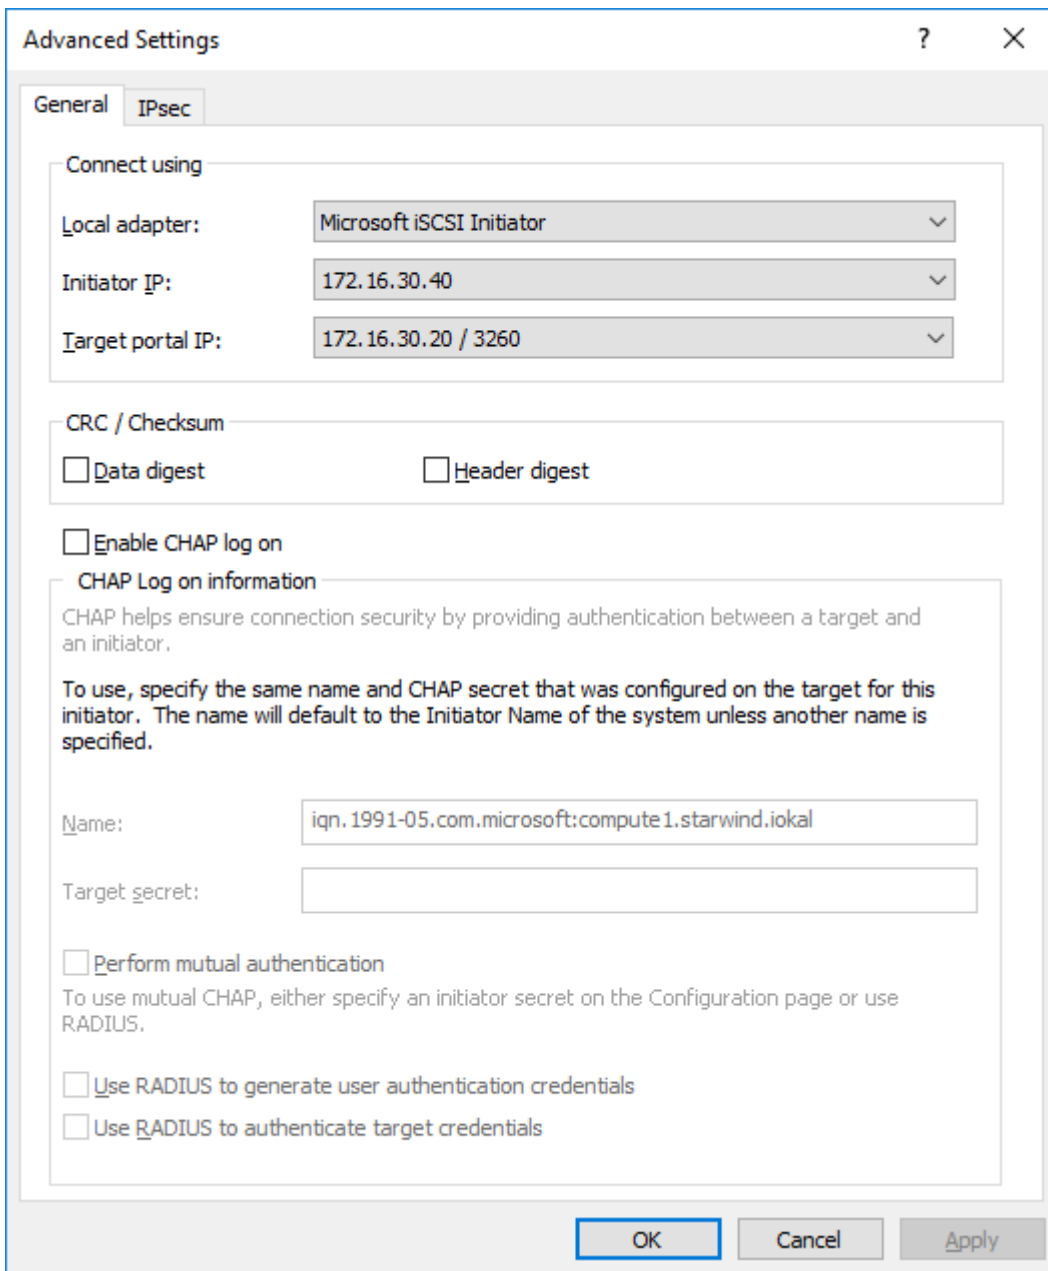 Advanced Settings ?
General IPsec
Connect using
Local adapter: Microsoft iSCSI Initiator
Initiator IP: 172.16.30.40
Target portal IP: 172.16.30.20 / 3260
CRC / Checksum
Data digest Header digest
Enable CHAP log on
CHAP Log on information
CHAP helps ensure connection security by providing authentication between a target and
an initiator.
To use, specify the same name and CHAP secret that was configured on the target for this
initiator.  The name will default to the Initiator Name of the system unless another name is
specified.
Name: iqn.1991-05.com.microsoft:compute1.starwind.iokal
Target secret:
Perform mutual authentication
To use mutual CHAP, either specify an initiator secret on the Configuration page or use
RADIUS.
Use RADIUS to generate user authentication credentials
Use RADIUS to authenticate target credentials
OK Cancel Apply